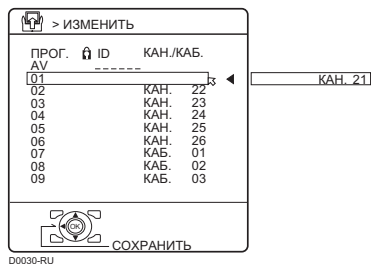 > ИЗМЕНИТЬ
ПРОГ. ID КАН./КАБ.
AV ------
01
КАН. 21
02 КАН. 22
03 КАН. 23
04 КАН. 24
05 КАН. 25
06 КАН. 26
07 КАБ. 01
08 КАБ. 02
09 КАБ. 03
OK
СОХРАНИТЬ
D0030-RU